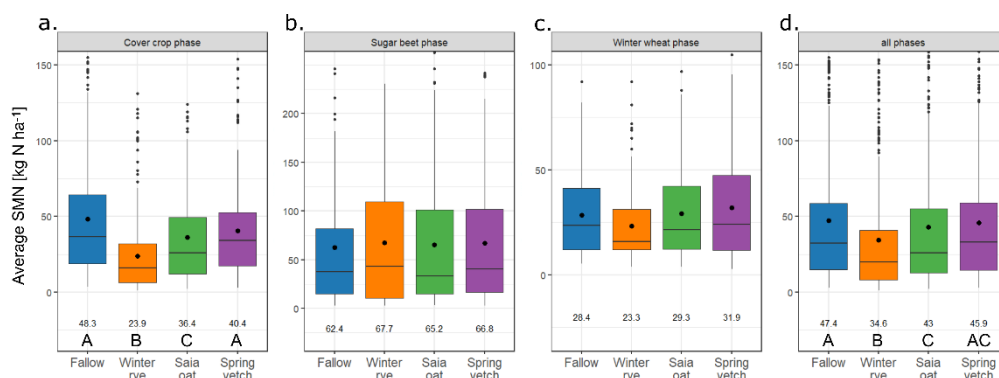 a.
Cover crop phase
Average SMN [kg N ha⁻¹]
150
100
50
0
48.3 23.9 36.4 40.4
A B C A
Fallow Winter rye Saia oat Spring vetch
b.
Sugar beet phase
200
150
100
50
0
62.4 67.7 65.2 66.8
Fallow Winter rye Saia oat Spring vetch
c.
Winter wheat phase
100
50
0
28.4 23.3 29.3 31.9
Fallow Winter rye Saia oat Spring vetch
d.
all phases
150
100
50
0
47.4 34.6 43 45.9
A B C AC
Fallow Winter rye Saia oat Spring vetch